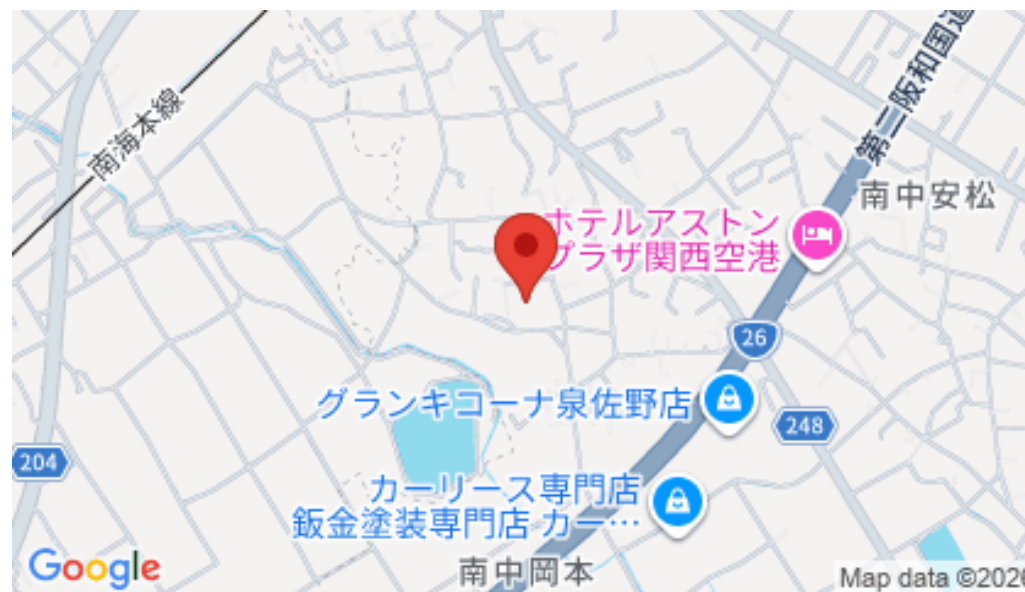 南海本線
第二阪和国道
南中安松
ホテルアストン
プラザ関西空港
26
グランキコーナ泉佐野店
248
204
カーリース専門店
鈑金塗装専門店 カー…
南中岡本
Google
Map data ©2026